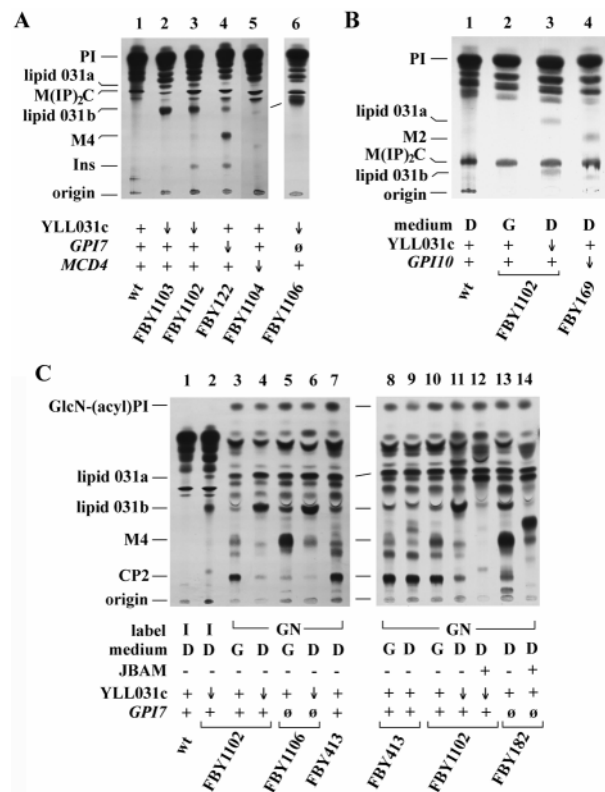 A
1 2 3 4 5 6
PI
lipid 031a
M(IP)2C
lipid 031b
M4
Ins
origin
YLL031c + ↓ ↓ + + ↓
GPI7 + + + ↓ + ø
MCD4 + + + + ↓ +
wt FBY1103 FBY1102 FBY122 FBY1104 FBY1106
B
1 2 3 4
PI
lipid 031a
M2
M(IP)2C
lipid 031b
origin
medium D G D D
YLL031c + + ↓ +
GPI10 + + + ↓
wt FBY1102 FBY169
C
1 2 3 4 5 6 7 8 9 10 11 12 13 14
GlcN-(acyl)PI
lipid 031a
lipid 031b
M4
CP2
origin
label I I GN GN
medium D D G D G D D G D G D D D D
JBAM - - - - - - - - - - - + - +
YLL031c + ↓ + ↓ + ↓ + + + + ↓ ↓ + +
GPI7 + + + + ø ø + + + + + + ø ø
wt FBY1102 FBY1106 FBY413 FBY413 FBY1102 FBY182